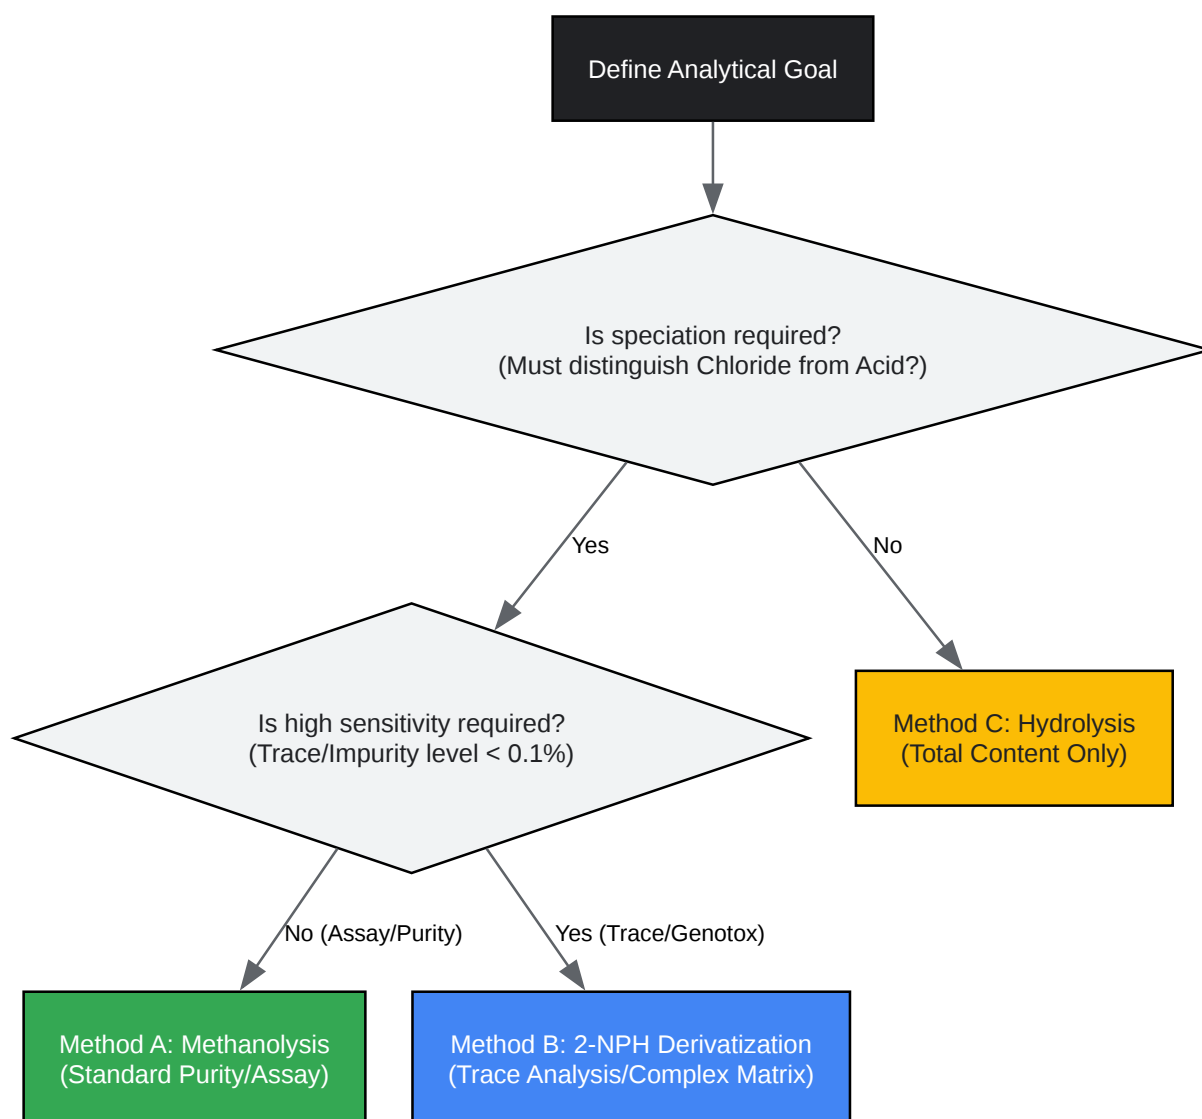 Define Analytical Goal
Is speciation required?
(Must distinguish Chloride from Acid?)
Yes
No
Is high sensitivity required?
(Trace/Impurity level < 0.1%)
Method C: Hydrolysis
(Total Content Only)
No (Assay/Purity)
Yes (Trace/Genotox)
Method A: Methanolysis
(Standard Purity/Assay)
Method B: 2-NPH Derivatization
(Trace Analysis/Complex Matrix)